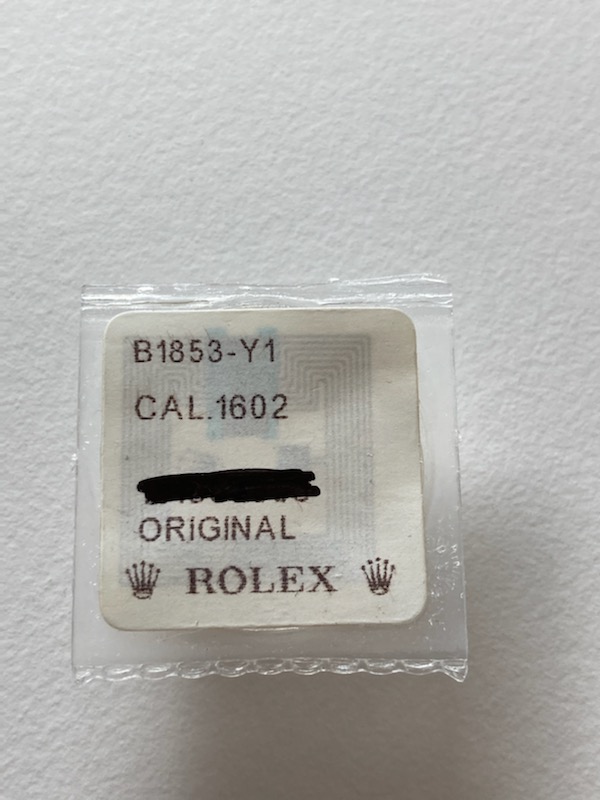 B1853-Y1
CAL.1602
ORIGINAL
ROLEX